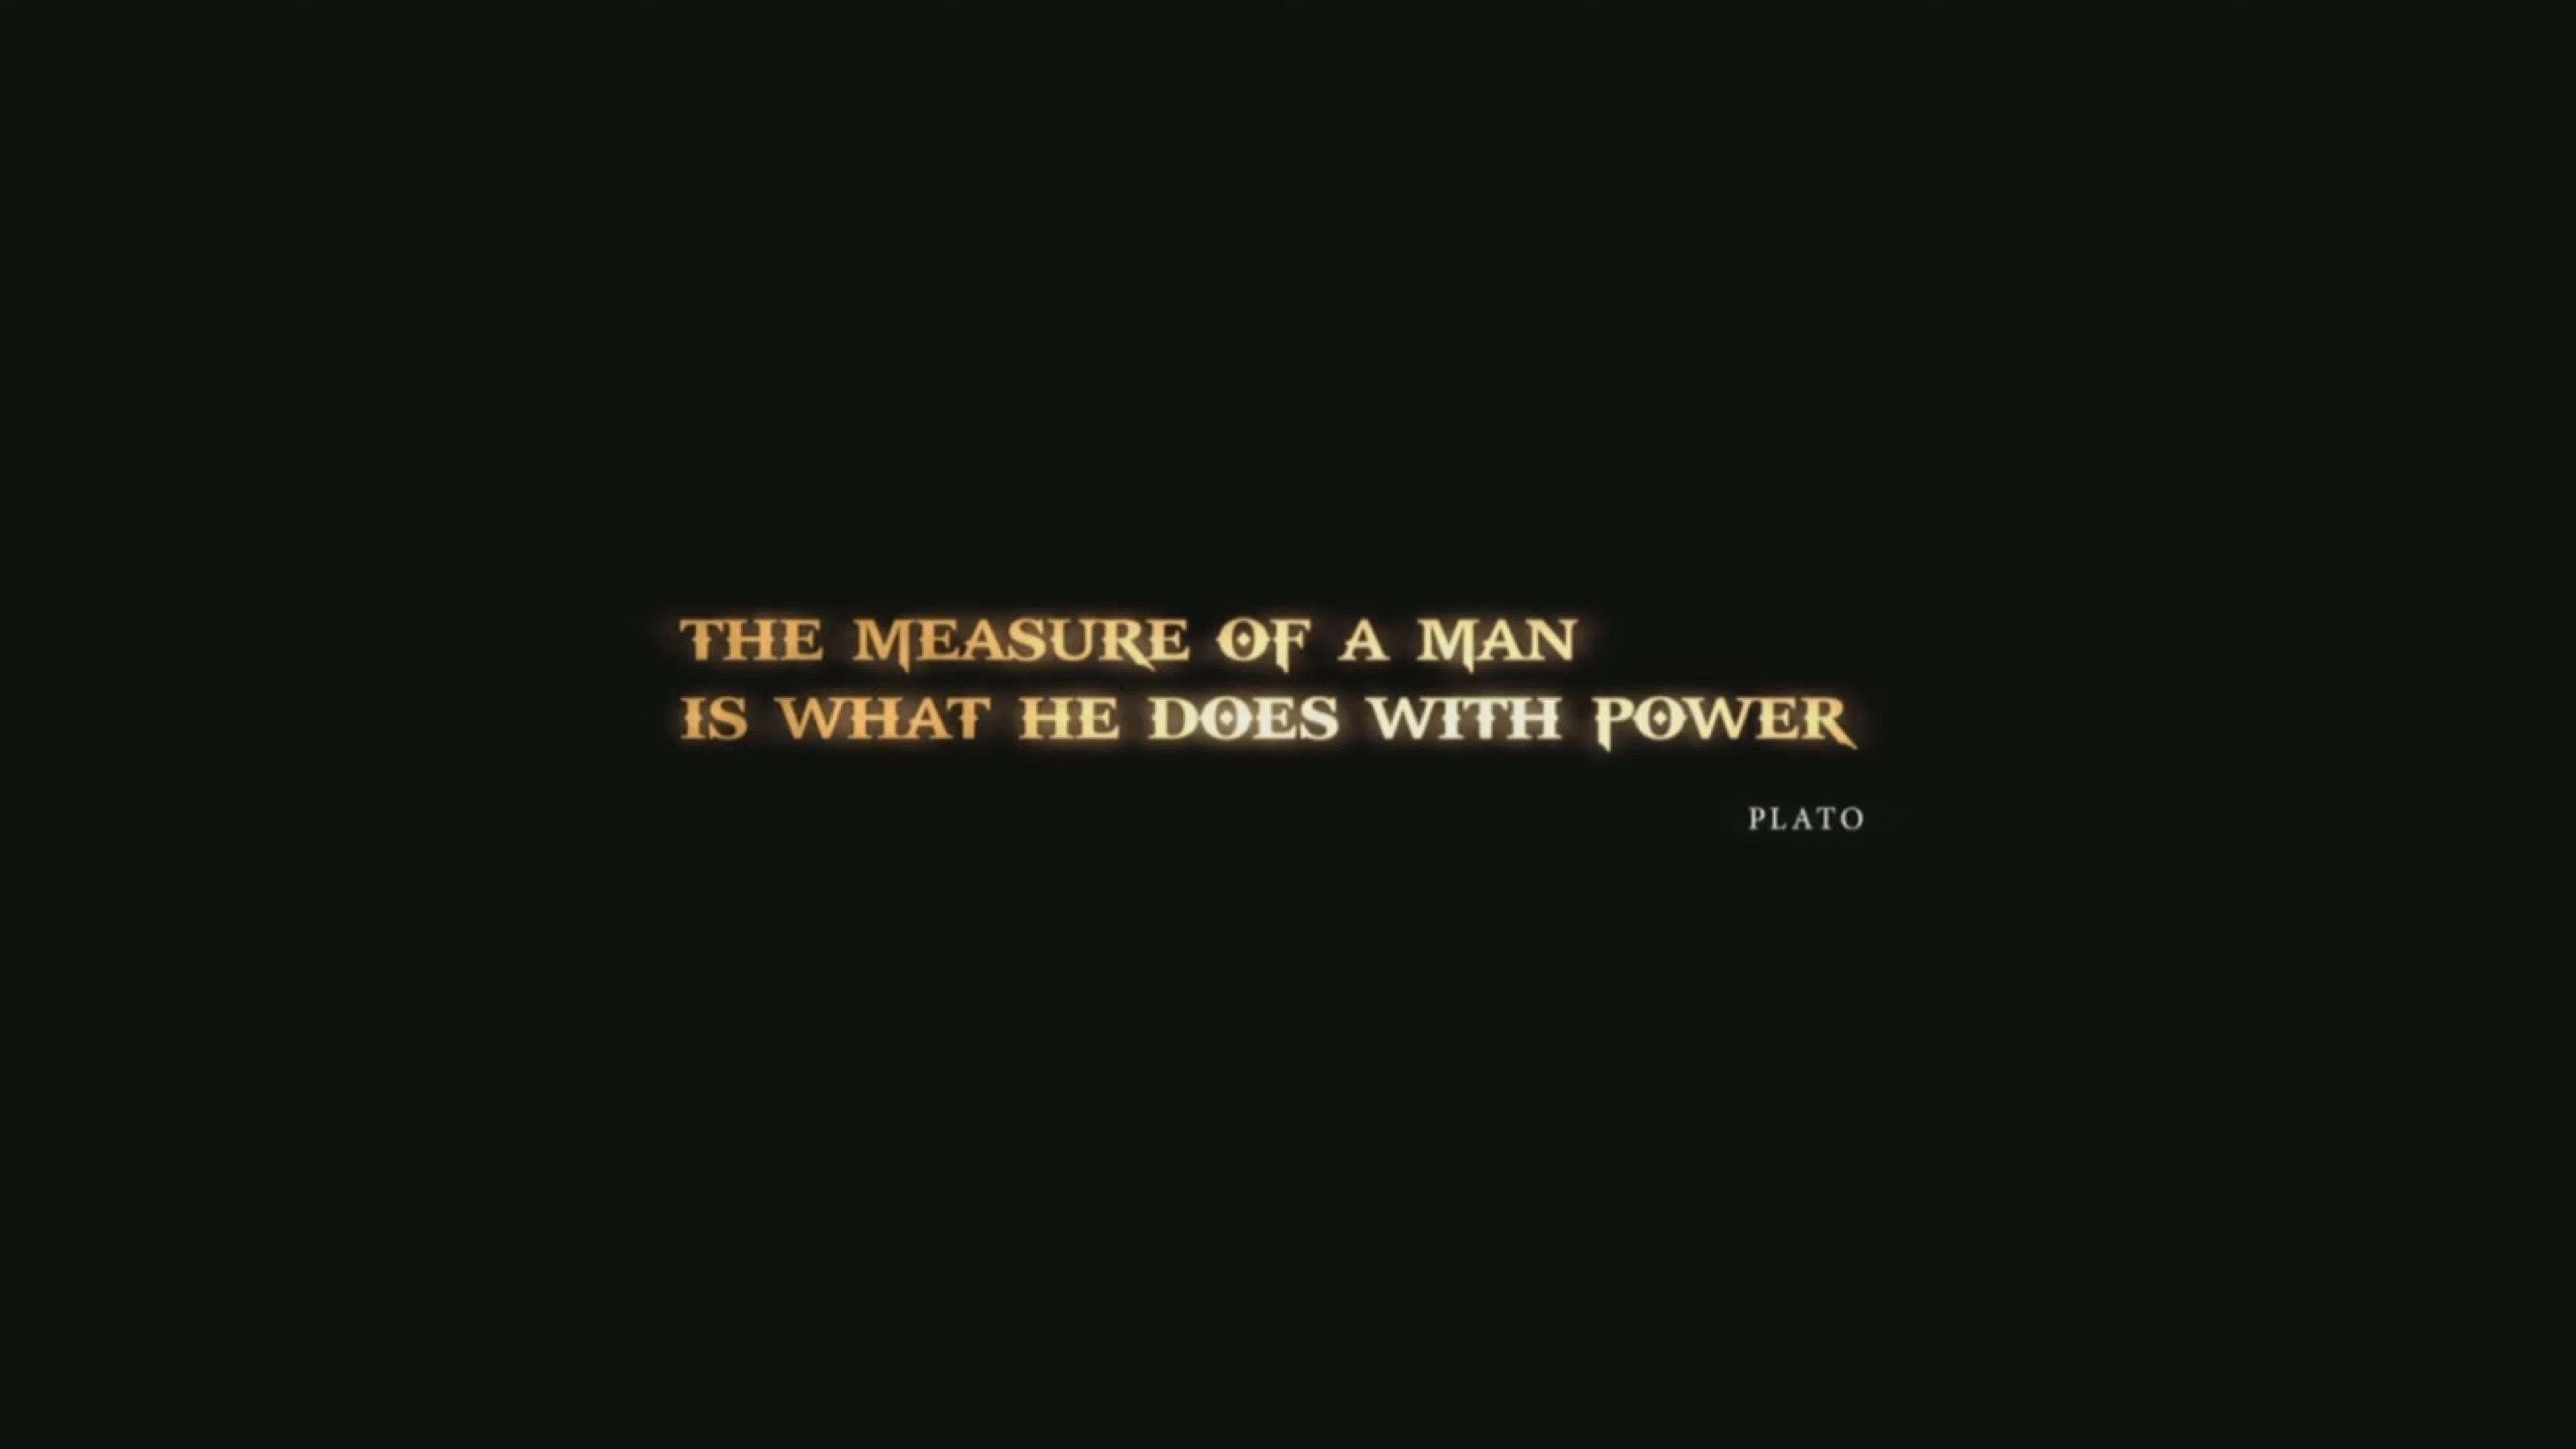 THE MEASURE OF A MAN
IS WHAT HE DOES WITH POWER
PLATO